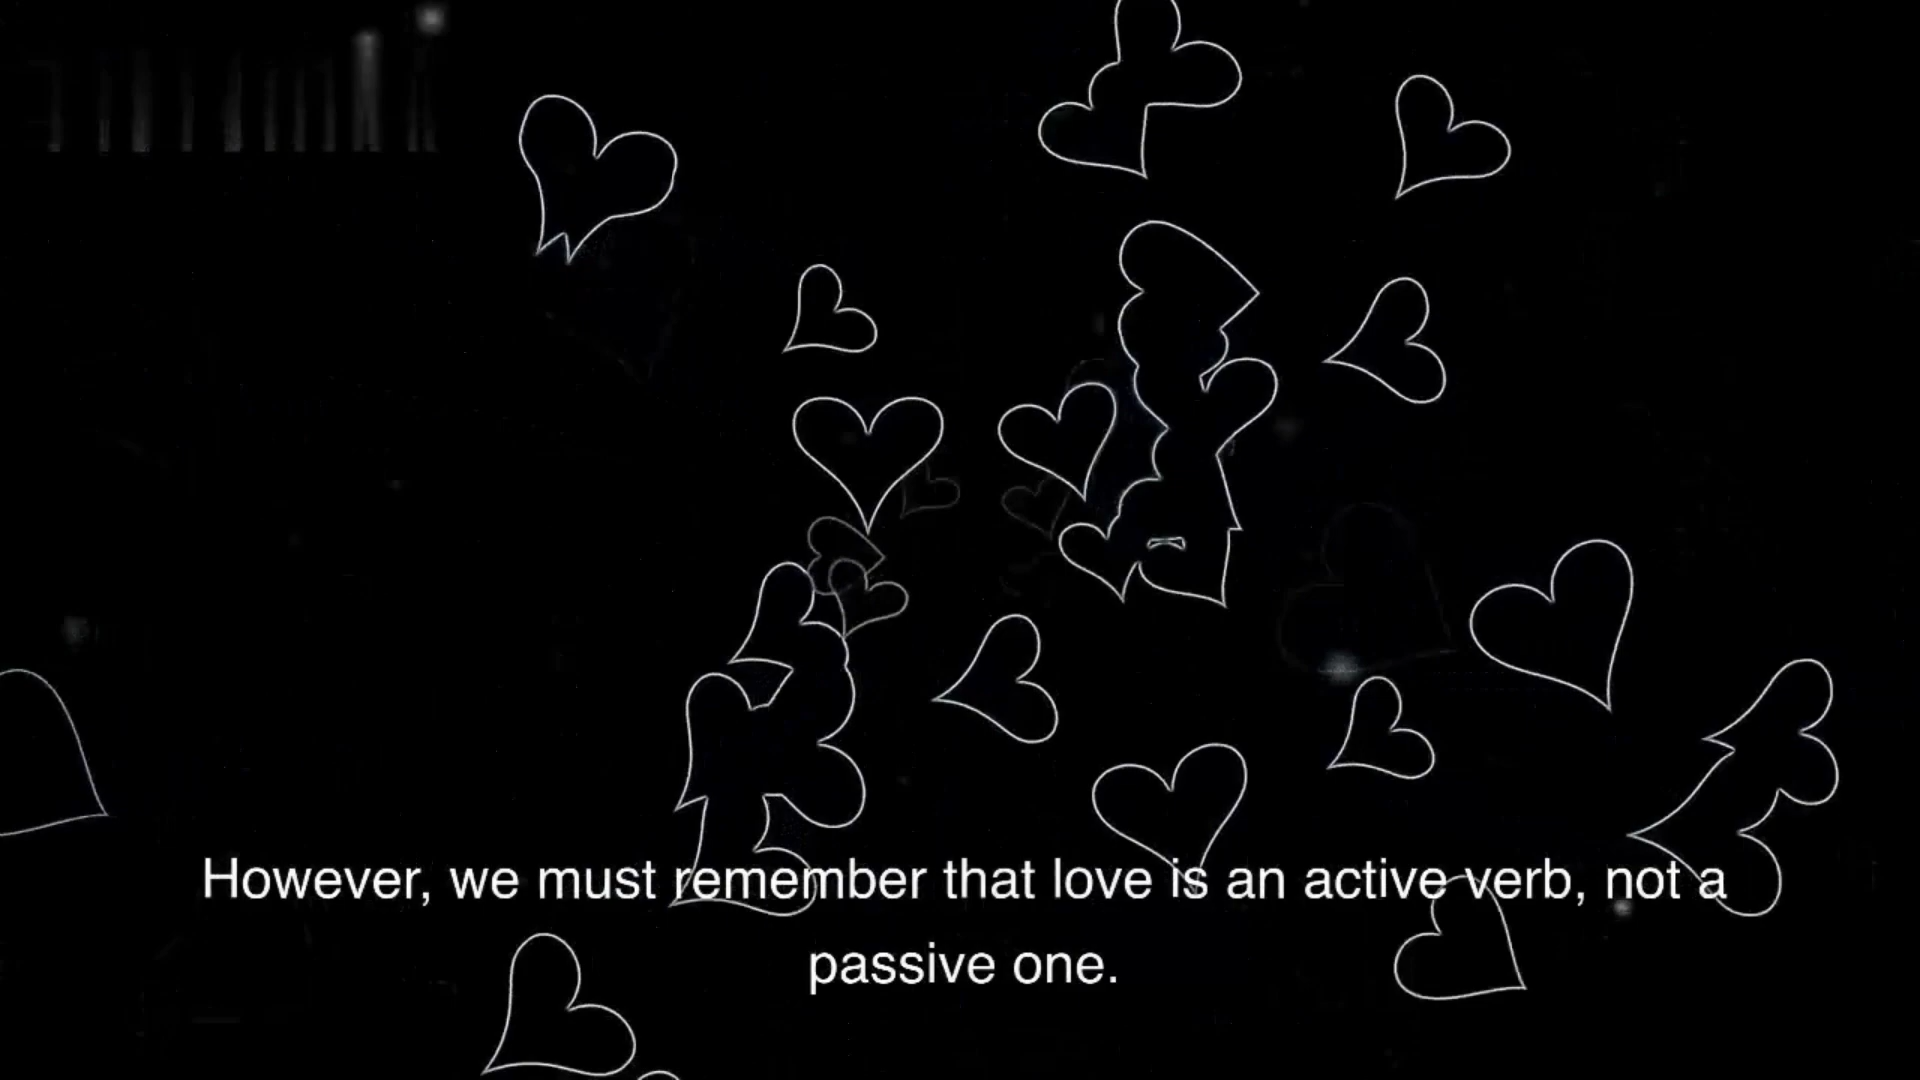 However, we must remember that love is an active verb, not a
passive one.